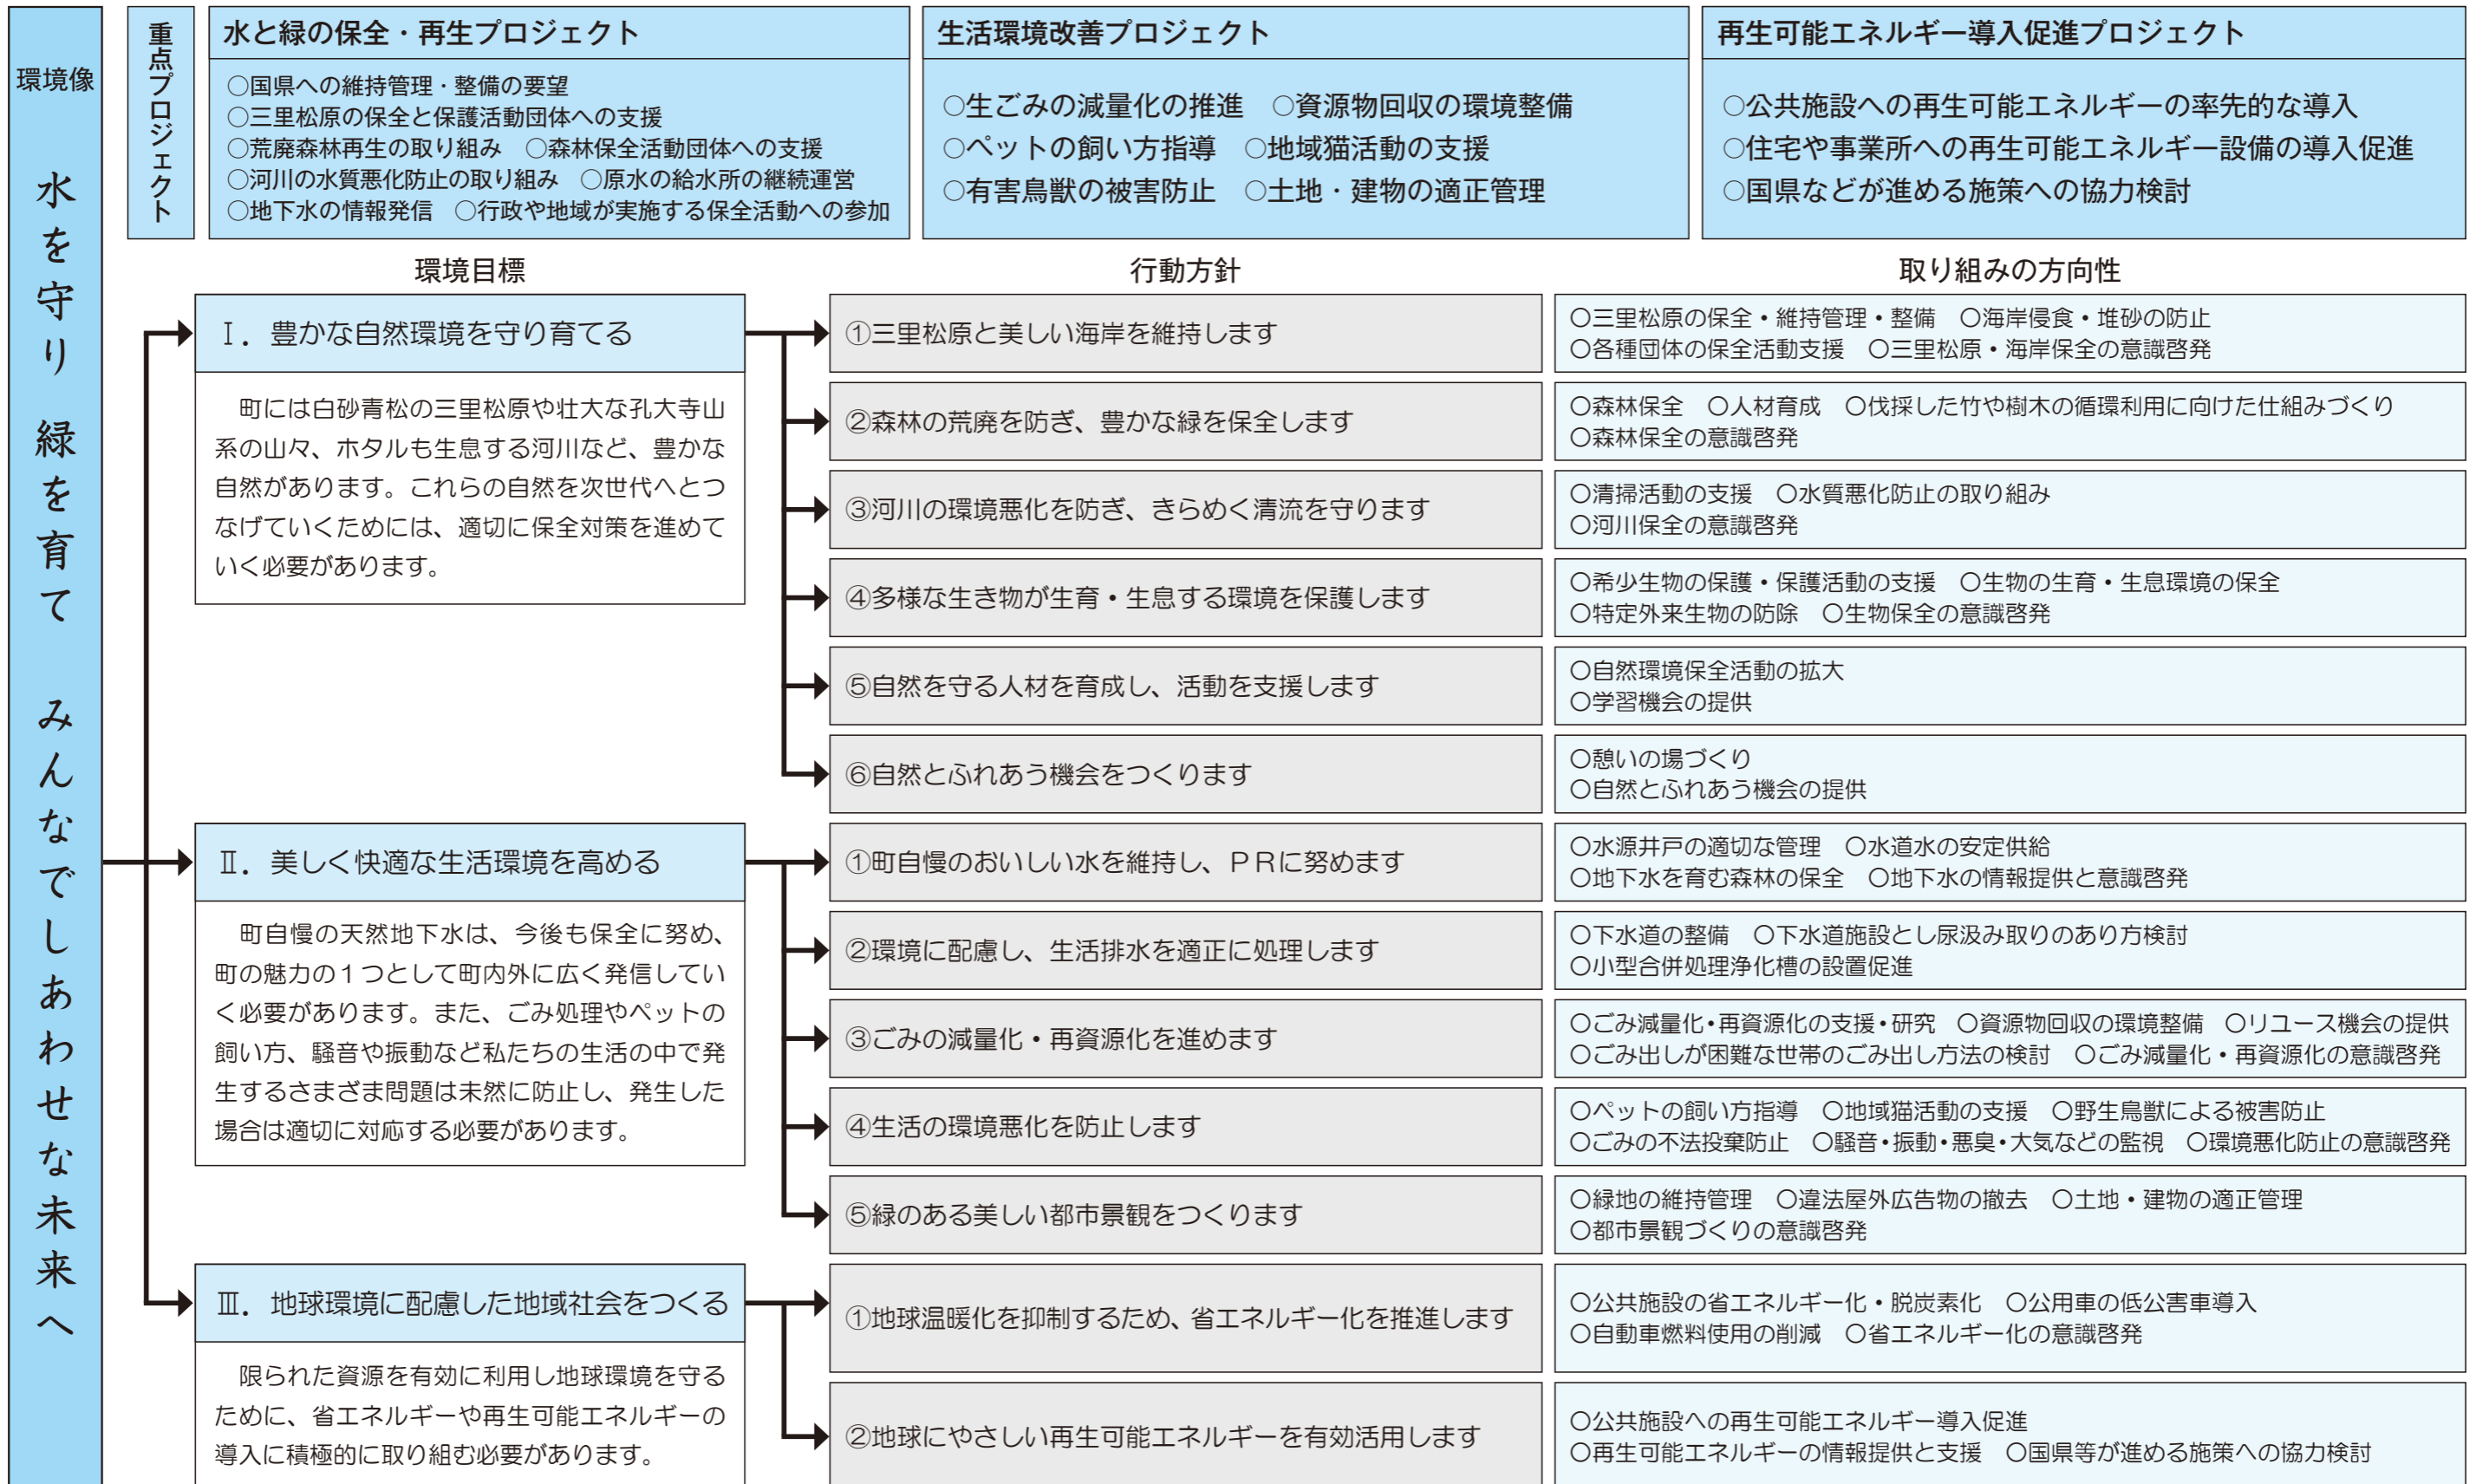 環境像
水を守り 緑を育て みんなでしあわせな未来へ
重点プロジェクト
水と緑の保全・再生プロジェクト
○国県への維持管理・整備の要望
○三里松原の保全と保護活動団体への支援
○荒廃森林再生の取り組み ○森林保全活動団体への支援
○河川の水質悪化防止の取り組み ○原水の給水所の継続運営
○地下水の情報発信 ○行政や地域が実施する保全活動への参加
生活環境改善プロジェクト
○生ごみの減量化の推進 ○資源物回収の環境整備
○ペットの飼い方指導 ○地域猫活動の支援
○有害鳥獣の被害防止 ○土地・建物の適正管理
再生可能エネルギー導入促進プロジェクト
○公共施設への再生可能エネルギーの率先的な導入
○住宅や事業所への再生可能エネルギー設備の導入促進
○国県などが進める施策への協力検討
環境目標
行動方針
取り組みの方向性
Ⅰ．豊かな自然環境を守り育てる
町には白砂青松の三里松原や壮大な孔大寺山
系の山々、ホタルも生息する河川など、豊かな
自然があります。これらの自然を次世代へとつ
なげていくためには、適切に保全対策を進めて
いく必要があります。
①三里松原と美しい海岸を維持します
○三里松原の保全・維持管理・整備 ○海岸侵食・堆砂の防止
○各種団体の保全活動支援 ○三里松原・海岸保全の意識啓発
②森林の荒廃を防ぎ、豊かな緑を保全します
○森林保全 ○人材育成 ○伐採した竹や樹木の循環利用に向けた仕組みづくり
○森林保全の意識啓発
③河川の環境悪化を防ぎ、きらめく清流を守ります
○清掃活動の支援 ○水質悪化防止の取り組み
○河川保全の意識啓発
④多様な生き物が生育・生息する環境を保護します
○希少生物の保護・保護活動の支援 ○生物の生育・生息環境の保全
○特定外来生物の防除 ○生物保全の意識啓発
⑤自然を守る人材を育成し、活動を支援します
○自然環境保全活動の拡大
○学習機会の提供
⑥自然とふれあう機会をつくります
○憩いの場づくり
○自然とふれあう機会の提供
Ⅱ．美しく快適な生活環境を高める
町自慢の天然地下水は、今後も保全に努め、
町の魅力の１つとして町内外に広く発信してい
く必要があります。また、ごみ処理やペットの
飼い方、騒音や振動など私たちの生活の中で発
生するさまざま問題は未然に防止し、発生した
場合は適切に対応する必要があります。
①町自慢のおいしい水を維持し、ＰＲに努めます
○水源井戸の適切な管理 ○水道水の安定供給
○地下水を育む森林の保全 ○地下水の情報提供と意識啓発
②環境に配慮し、生活排水を適正に処理します
○下水道の整備 ○下水道施設とし尿汲み取りのあり方検討
○小型合併処理浄化槽の設置促進
③ごみの減量化・再資源化を進めます
○ごみ減量化・再資源化の支援・研究 ○資源物回収の環境整備 ○リユース機会の提供
○ごみ出しが困難な世帯のごみ出し方法の検討 ○ごみ減量化・再資源化の意識啓発
④生活の環境悪化を防止します
○ペットの飼い方指導 ○地域猫活動の支援 ○野生鳥獣による被害防止
○ごみの不法投棄防止 ○騒音・振動・悪臭・大気などの監視 ○環境悪化防止の意識啓発
⑤緑のある美しい都市景観をつくります
○緑地の維持管理 ○違法屋外広告物の撤去 ○土地・建物の適正管理
○都市景観づくりの意識啓発
Ⅲ．地球環境に配慮した地域社会をつくる
限られた資源を有効に利用し地球環境を守る
ために、省エネルギーや再生可能エネルギーの
導入に積極的に取り組む必要があります。
①地球温暖化を抑制するため、省エネルギー化を推進します
○公共施設の省エネルギー化・脱炭素化 ○公用車の低公害車導入
○自動車燃料使用の削減 ○省エネルギー化の意識啓発
②地球にやさしい再生可能エネルギーを有効活用します
○公共施設への再生可能エネルギー導入促進
○再生可能エネルギーの情報提供と支援 ○国県等が進める施策への協力検討